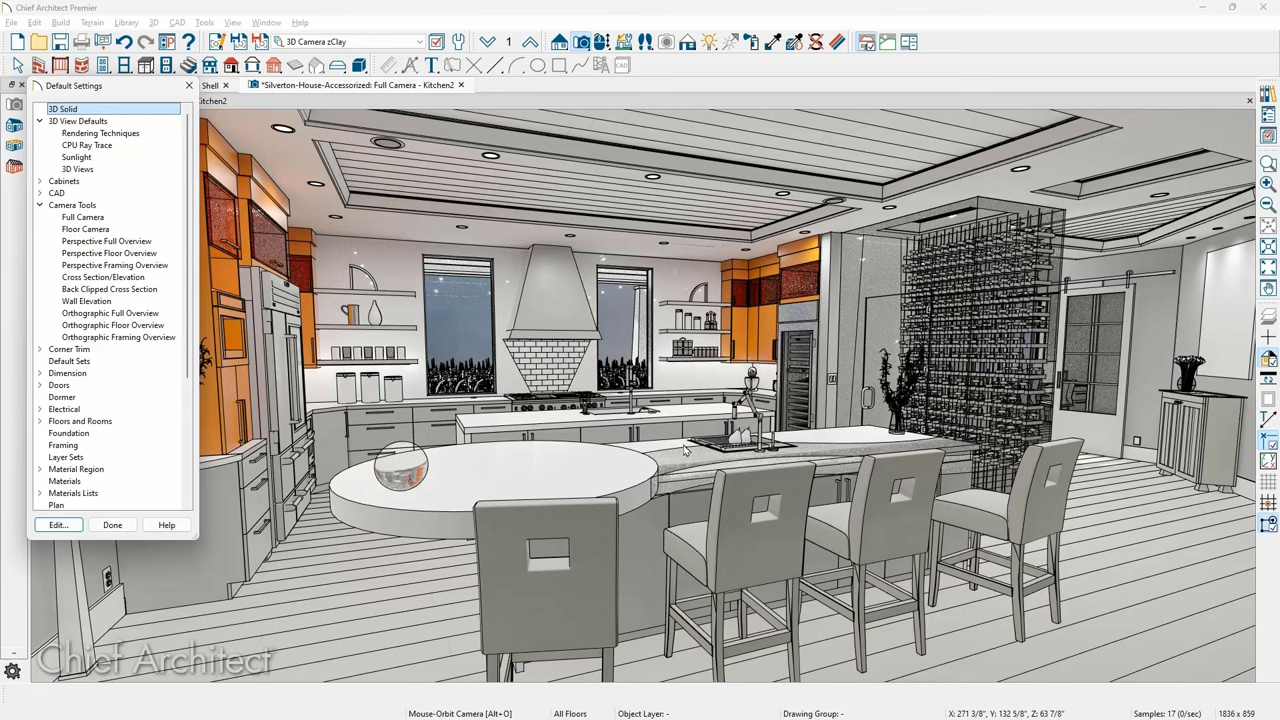 Chief Architect Premier
File Edit Build Terrain Library 3D CAD Tools View Window Help
3D Camera zClay
1
Default Settings
Shell
*Silverton-House-Accessorized: Full Camera - Kitchen2
itchen2
3D Solid
3D View Defaults
Rendering Techniques
CPU Ray Trace
Sunlight
3D Views
Cabinets
CAD
Camera Tools
Full Camera
Floor Camera
Perspective Full Overview
Perspective Floor Overview
Perspective Framing Overview
Cross Section/Elevation
Back Clipped Cross Section
Wall Elevation
Orthographic Full Overview
Orthographic Floor Overview
Orthographic Framing Overview
Corner Trim
Default Sets
Dimension
Doors
Dormer
Electrical
Floors and Rooms
Foundation
Framing
Layer Sets
Material Region
Materials
Materials Lists
Plan
Edit... Done Help
Chief Architect
Mouse-Orbit Camera [Alt+O] All Floors Object Layer: - Drawing Group: - X: 271 3/8", Y: 132 5/8", Z: 63 7/8" Samples: 17 (0/sec) 1836 x 859